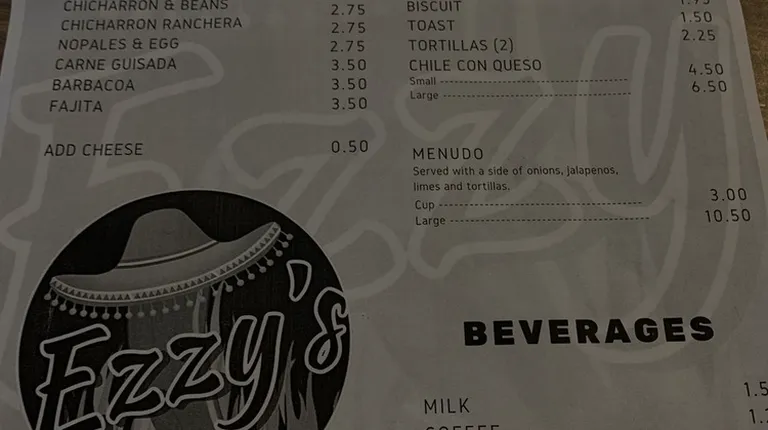 CHICHARRON & BEANS 2.75
CHICHARRON RANCHERA 2.75
NOPALES & EGG 2.75
CARNE GUISADA 3.50
BARBACOA 3.50
FAJITA 3.50
ADD CHEESE 0.50
Ezzy's
BISCUIT
TOAST 1.50
TORTILLAS (2) 2.25
CHILE CON QUESO
Small 4.50
Large 6.50
MENUDO
Served with a side of onions, jalapenos,
limes and tortillas.
Cup 3.00
Large 10.50
BEVERAGES
MILK
COFFEE
Ezzy